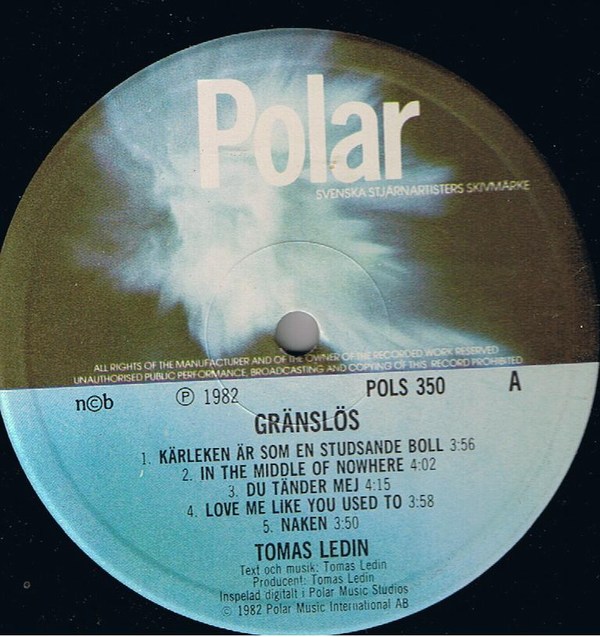 Polar
SVENSKA STJÄRNARTISTERS SKIVMÄRKE
ALL RIGHTS OF THE MANUFACTURER AND OF THE OWNER OF THE RECORDED WORK RESERVED
UNAUTHORISED PUBLIC PERFORMANCE, BROADCASTING AND COPYING OF THIS RECORD PROHIBITED
n©b ℗ 1982 POLS 350 A
GRÄNSLÖS
1. KÄRLEKEN ÄR SOM EN STUDSANDE BOLL 3:56
2. IN THE MIDDLE OF NOWHERE 4:02
3. DU TÄNDER MEJ 4:15
4. LOVE ME LIKE YOU USED TO 3:58
5. NAKEN 3:50
TOMAS LEDIN
Text och musik: Tomas Ledin
Producent: Tomas Ledin
Inspelad digitalt i Polar Music Studios
© 1982 Polar Music International AB